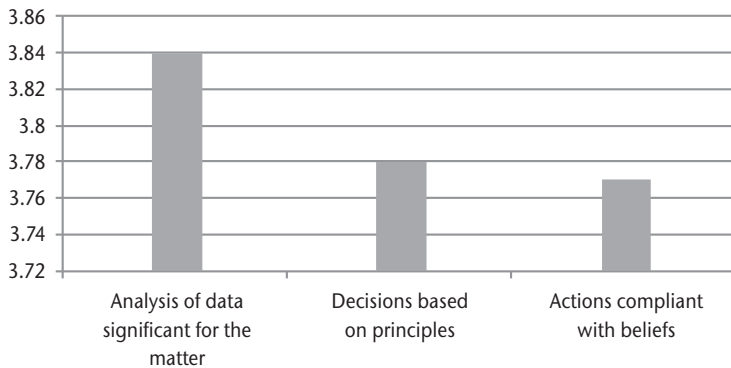 3.86
3.84
3.82
3.8
3.78
3.76
3.74
3.72
Analysis of data
significant for the
matter
Decisions based
on principles
Actions compliant
with beliefs